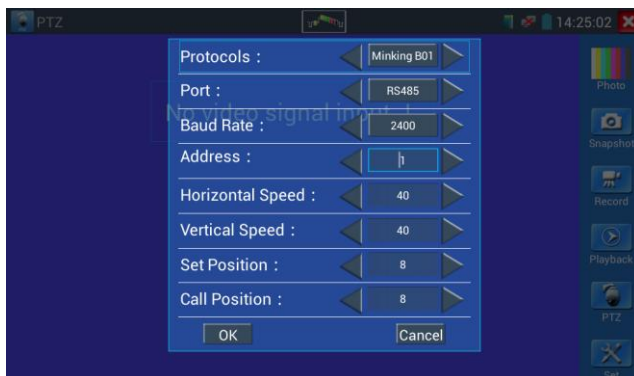 PTZ
14:25:02
Protocols :
Minking B01
Port :
RS485
No video signal input
Baud Rate :
2400
Address :
1
Horizontal Speed :
40
Vertical Speed :
40
Set Position :
8
Call Position :
8
OK
Cancel
Photo
Snapshot
Record
Playback
PTZ
Set